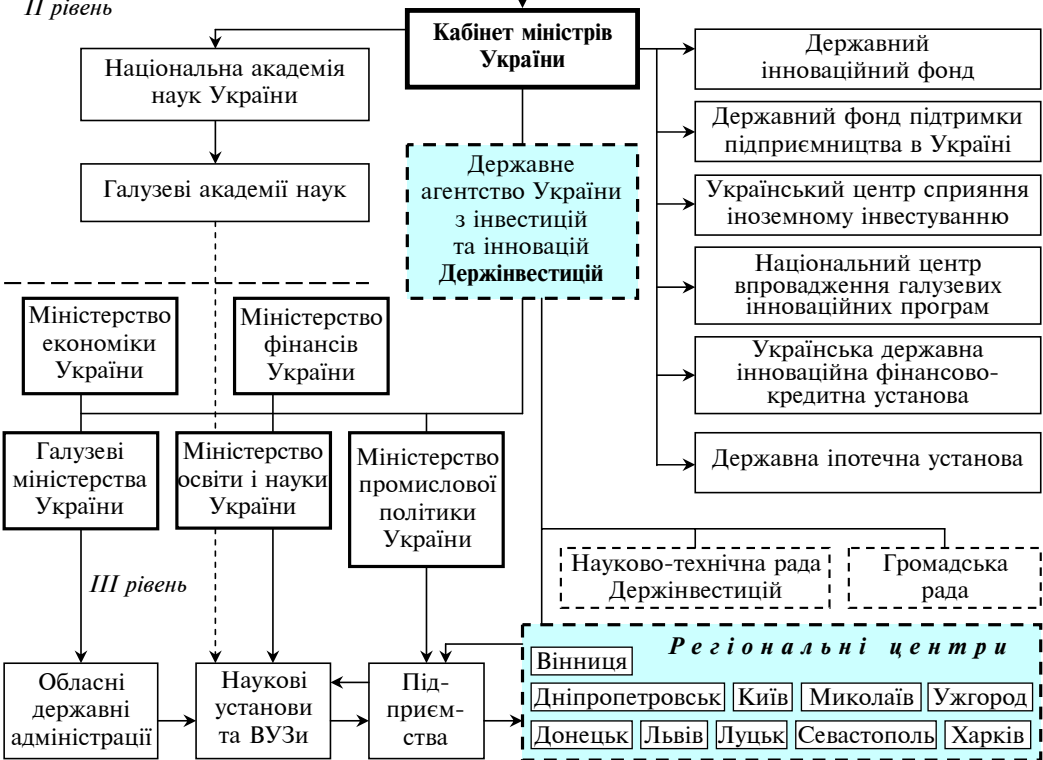 II рівень
Кабінет міністрів
України
Національна академія
наук України
Галузеві академії наук
Державне
агентство України
з інвестицій
та інновацій
Держінвестицій
Державний
інноваційний фонд
Державний фонд підтримки
підприємництва в Україні
Український центр сприяння
іноземному інвестуванню
Національний центр
впровадження галузевих
інноваційних програм
Українська державна
інноваційна фінансово-
кредитна установа
Державна іпотечна установа
Міністерство
економіки
України
Міністерство
фінансів
України
Галузеві
міністерства
України
Міністерство
освіти і науки
України
Міністерство
промислової
політики
України
Науково-технічна рада
Держінвестицій
Громадська
рада
III рівень
Обласні
державні
адміністрації
Наукові
установи
та ВУЗи
Під-
приєм-
ства
Регіональні центри
Вінниця
Дніпропетровськ Київ Миколаїв Ужгород
Донецьк Львів Луцьк Севастополь Харків